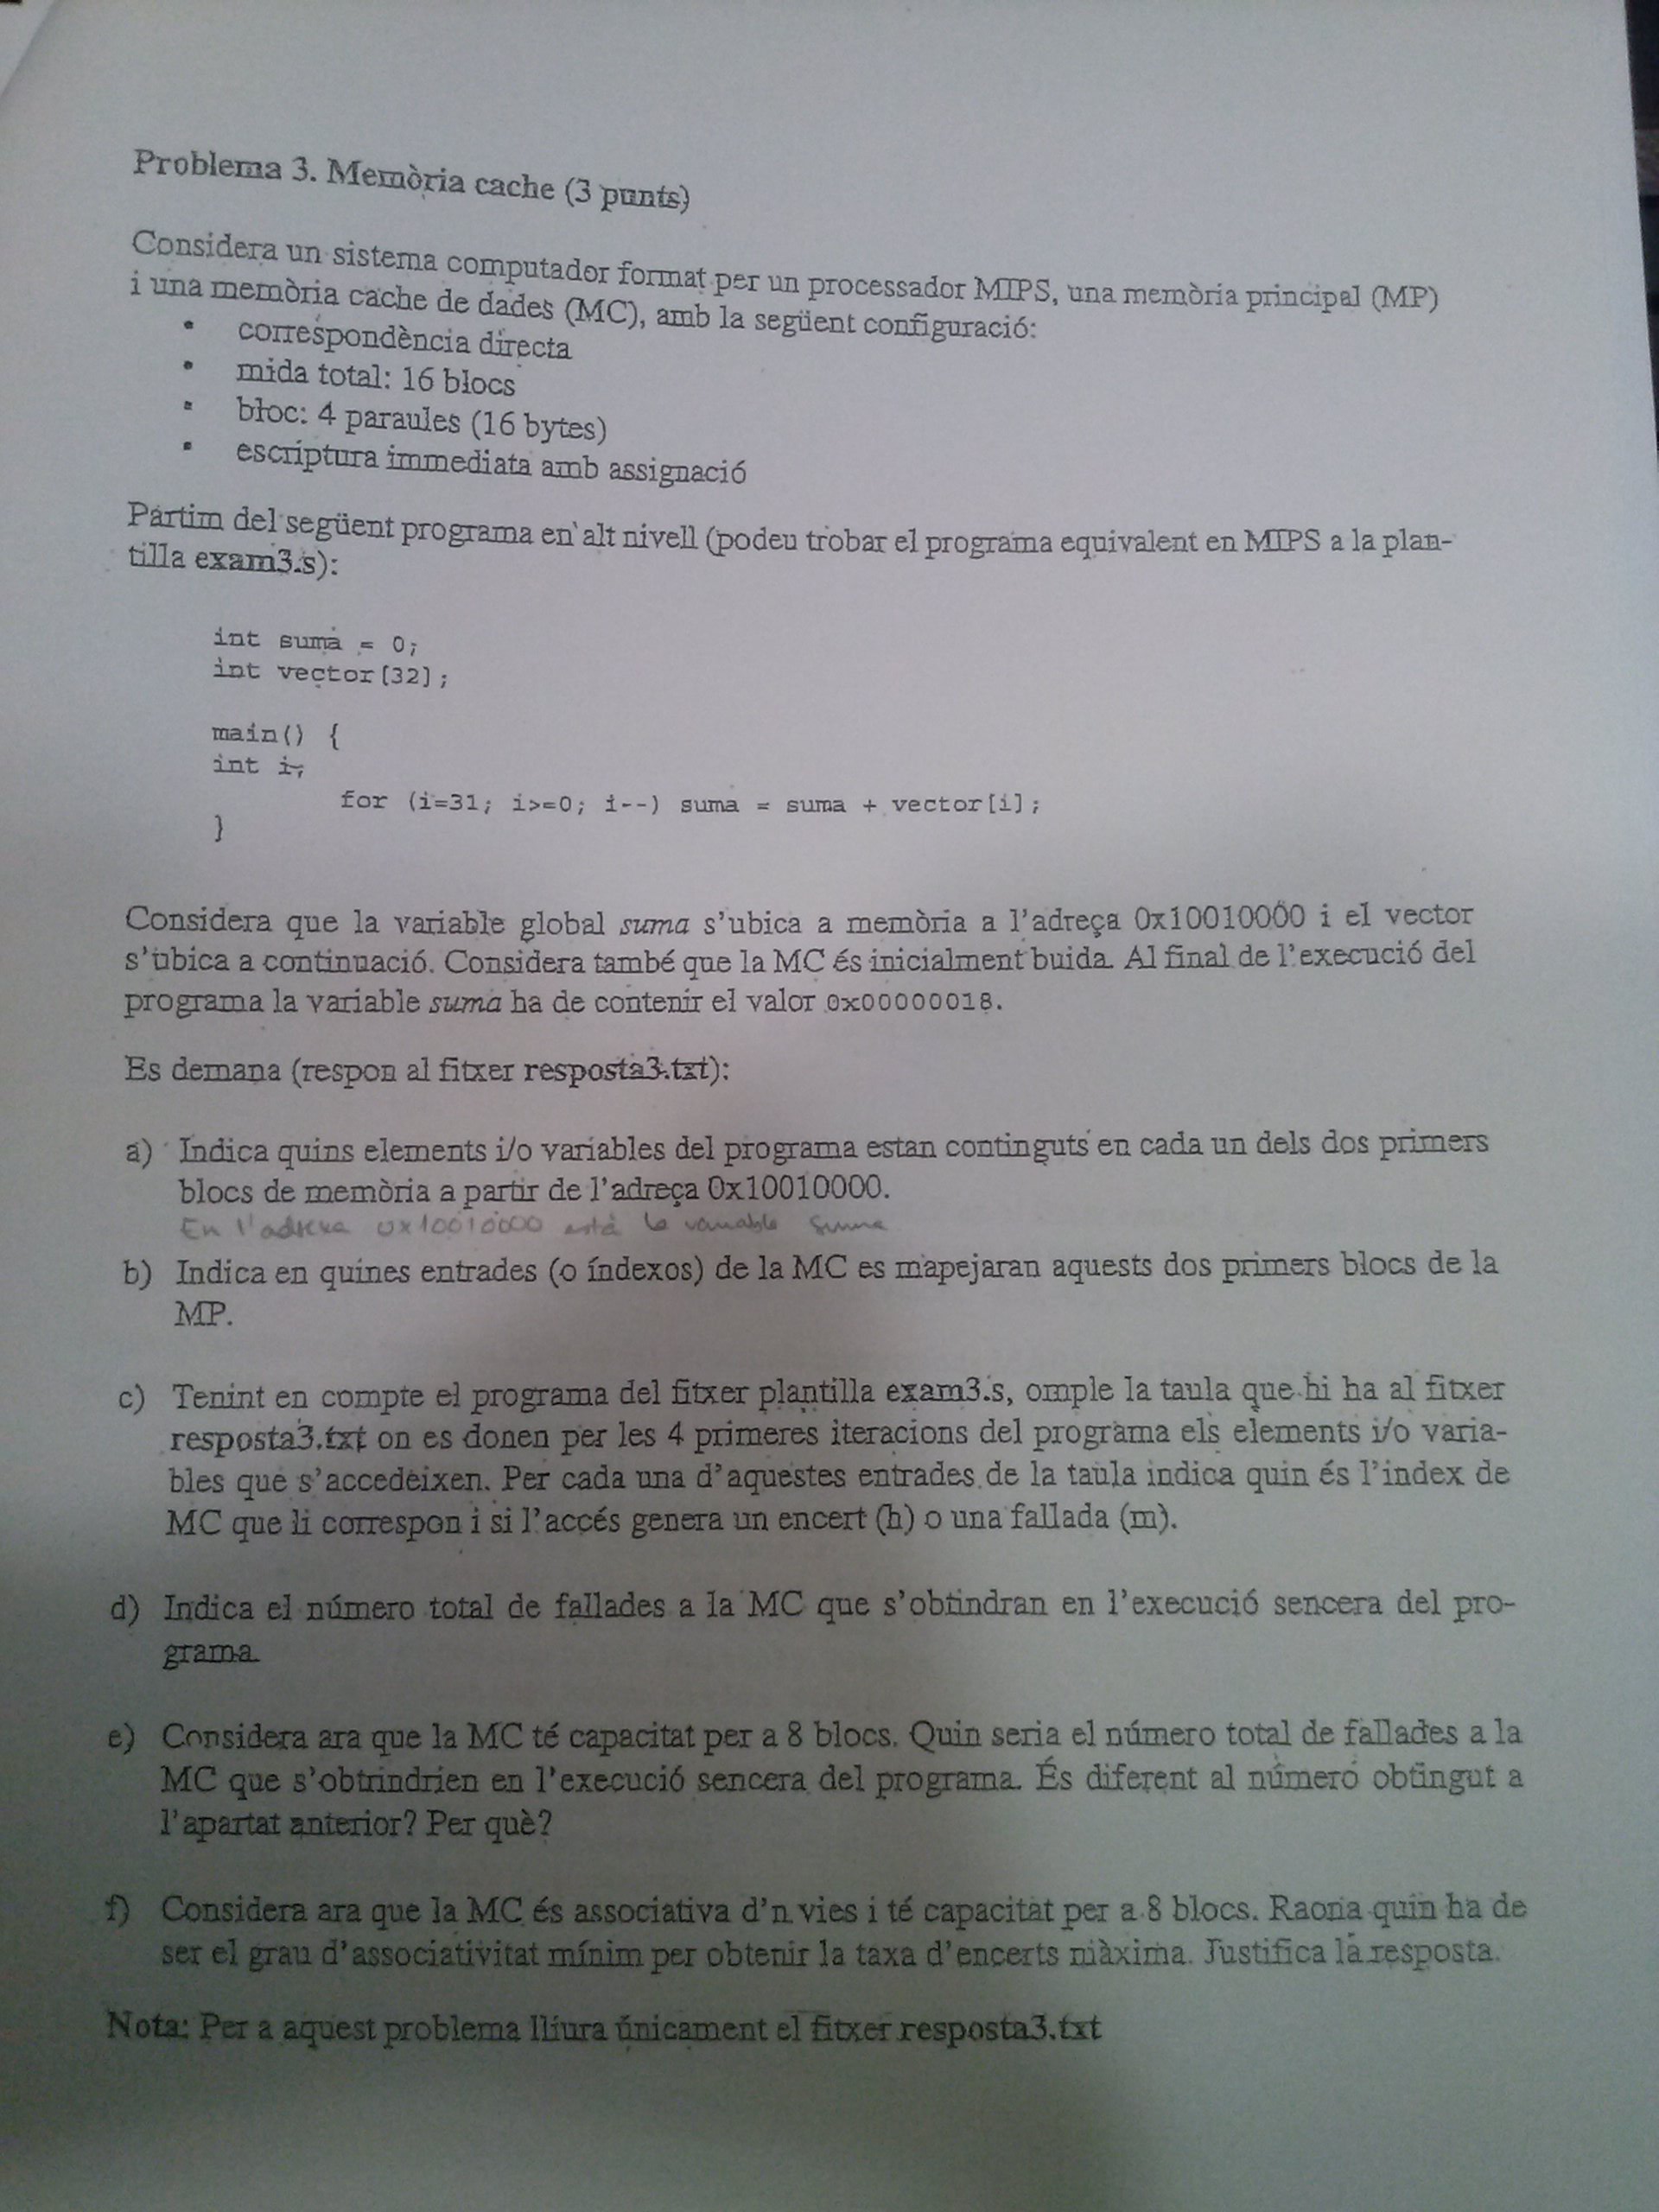 Problema 3. Memòria cache (3 punts)
Considera un sistema computador format per un processador MIPS, una memòria principal (MP)
i una memòria cache de dades (MC), amb la següent configuració:
• correspondència directa
• mida total: 16 blocs
• bloc: 4 paraules (16 bytes)
• escriptura immediata amb assignació
Partim del següent programa en alt nivell (podeu trobar el programa equivalent en MIPS a la plan-
tilla exam3.s):
int suma = 0;
int vector[32];
main() {
int i;
for (i=31; i>=0; i--) suma = suma + vector[i];
}
Considera que la variable global suma s'ubica a memòria a l'adreça 0x10010000 i el vector
s'ubica a continuació. Considera també que la MC és inicialment buida. Al final de l'execució del
programa la variable suma ha de contenir el valor 0x00000018.
Es demana (respon al fitxer resposta3.txt):
a) Indica quins elements i/o variables del programa estan continguts en cada un dels dos primers
blocs de memòria a partir de l'adreça 0x10010000.
En l'adreça 0x10010000 està la variable suma
b) Indica en quines entrades (o índexos) de la MC es mapejaran aquests dos primers blocs de la
MP.
c) Tenint en compte el programa del fitxer plantilla exam3.s, omple la taula que hi ha al fitxer
resposta3.txt on es donen per les 4 primeres iteracions del programa els elements i/o varia-
bles que s'accedeixen. Per cada una d'aquestes entrades de la taula indica quin és l'index de
MC que li correspon i si l'accés genera un encert (h) o una fallada (m).
d) Indica el número total de fallades a la MC que s'obtindran en l'execució sencera del pro-
grama.
e) Considera ara que la MC té capacitat per a 8 blocs. Quin seria el número total de fallades a la
MC que s'obtrindrien en l'execució sencera del programa. És diferent al número obtingut a
l'apartat anterior? Per què?
f) Considera ara que la MC és associativa d'n vies i té capacitat per a 8 blocs. Raona quin ha de
ser el grau d'associativitat mínim per obtenir la taxa d'encerts màxima. Justifica la resposta.
Nota: Per a aquest problema lliura únicament el fitxer resposta3.txt